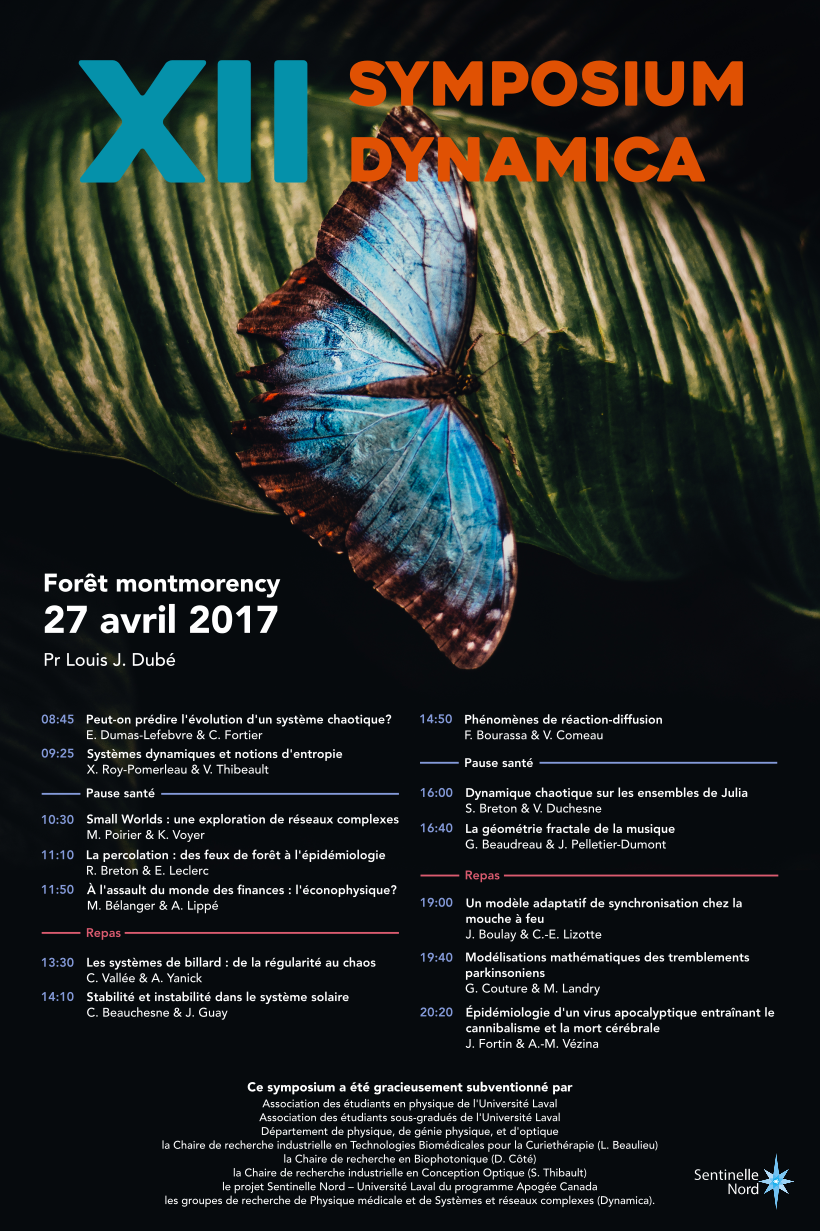 XII
SYMPOSIUM
DYNAMICA
Forêt montmorency
27 avril 2017
Pr Louis J. Dubé
08:45 Peut-on prédire l'évolution d'un système chaotique?
E. Dumas-Lefebvre & C. Fortier
09:25 Systèmes dynamiques et notions d'entropie
X. Roy-Pomerleau & V. Thibeault
Pause santé
10:30 Small Worlds : une exploration de réseaux complexes
M. Poirier & K. Voyer
11:10 La percolation : des feux de forêt à l'épidémiologie
R. Breton & E. Leclerc
11:50 À l'assaut du monde des finances : l'éconophysique?
M. Bélanger & A. Lippé
Repas
13:30 Les systèmes de billard : de la régularité au chaos
C. Vallée & A. Yanick
14:10 Stabilité et instabilité dans le système solaire
C. Beauchesne & J. Guay
14:50 Phénomènes de réaction-diffusion
F. Bourassa & V. Comeau
Pause santé
16:00 Dynamique chaotique sur les ensembles de Julia
S. Breton & V. Duchesne
16:40 La géométrie fractale de la musique
G. Beaudreau & J. Pelletier-Dumont
Repas
19:00 Un modèle adaptatif de synchronisation chez la
mouche à feu
J. Boulay & C.-E. Lizotte
19:40 Modélisations mathématiques des tremblements
parkinsoniens
G. Couture & M. Landry
20:20 Épidémiologie d'un virus apocalyptique entraînant le
cannibalisme et la mort cérébrale
J. Fortin & A.-M. Vézina
Ce symposium a été gracieusement subventionné par
Association des étudiants en physique de l'Université Laval
Association des étudiants sous-gradués de l'Université Laval
Département de physique, de génie physique, et d'optique
la Chaire de recherche industrielle en Technologies Biomédicales pour la Curiethérapie (L. Beaulieu)
la Chaire de recherche en Biophotonique (D. Côté)
la Chaire de recherche industrielle en Conception Optique (S. Thibault)
le projet Sentinelle Nord – Université Laval du programme Apogée Canada
les groupes de recherche de Physique médicale et de Systèmes et réseaux complexes (Dynamica).
Sentinelle
Nord